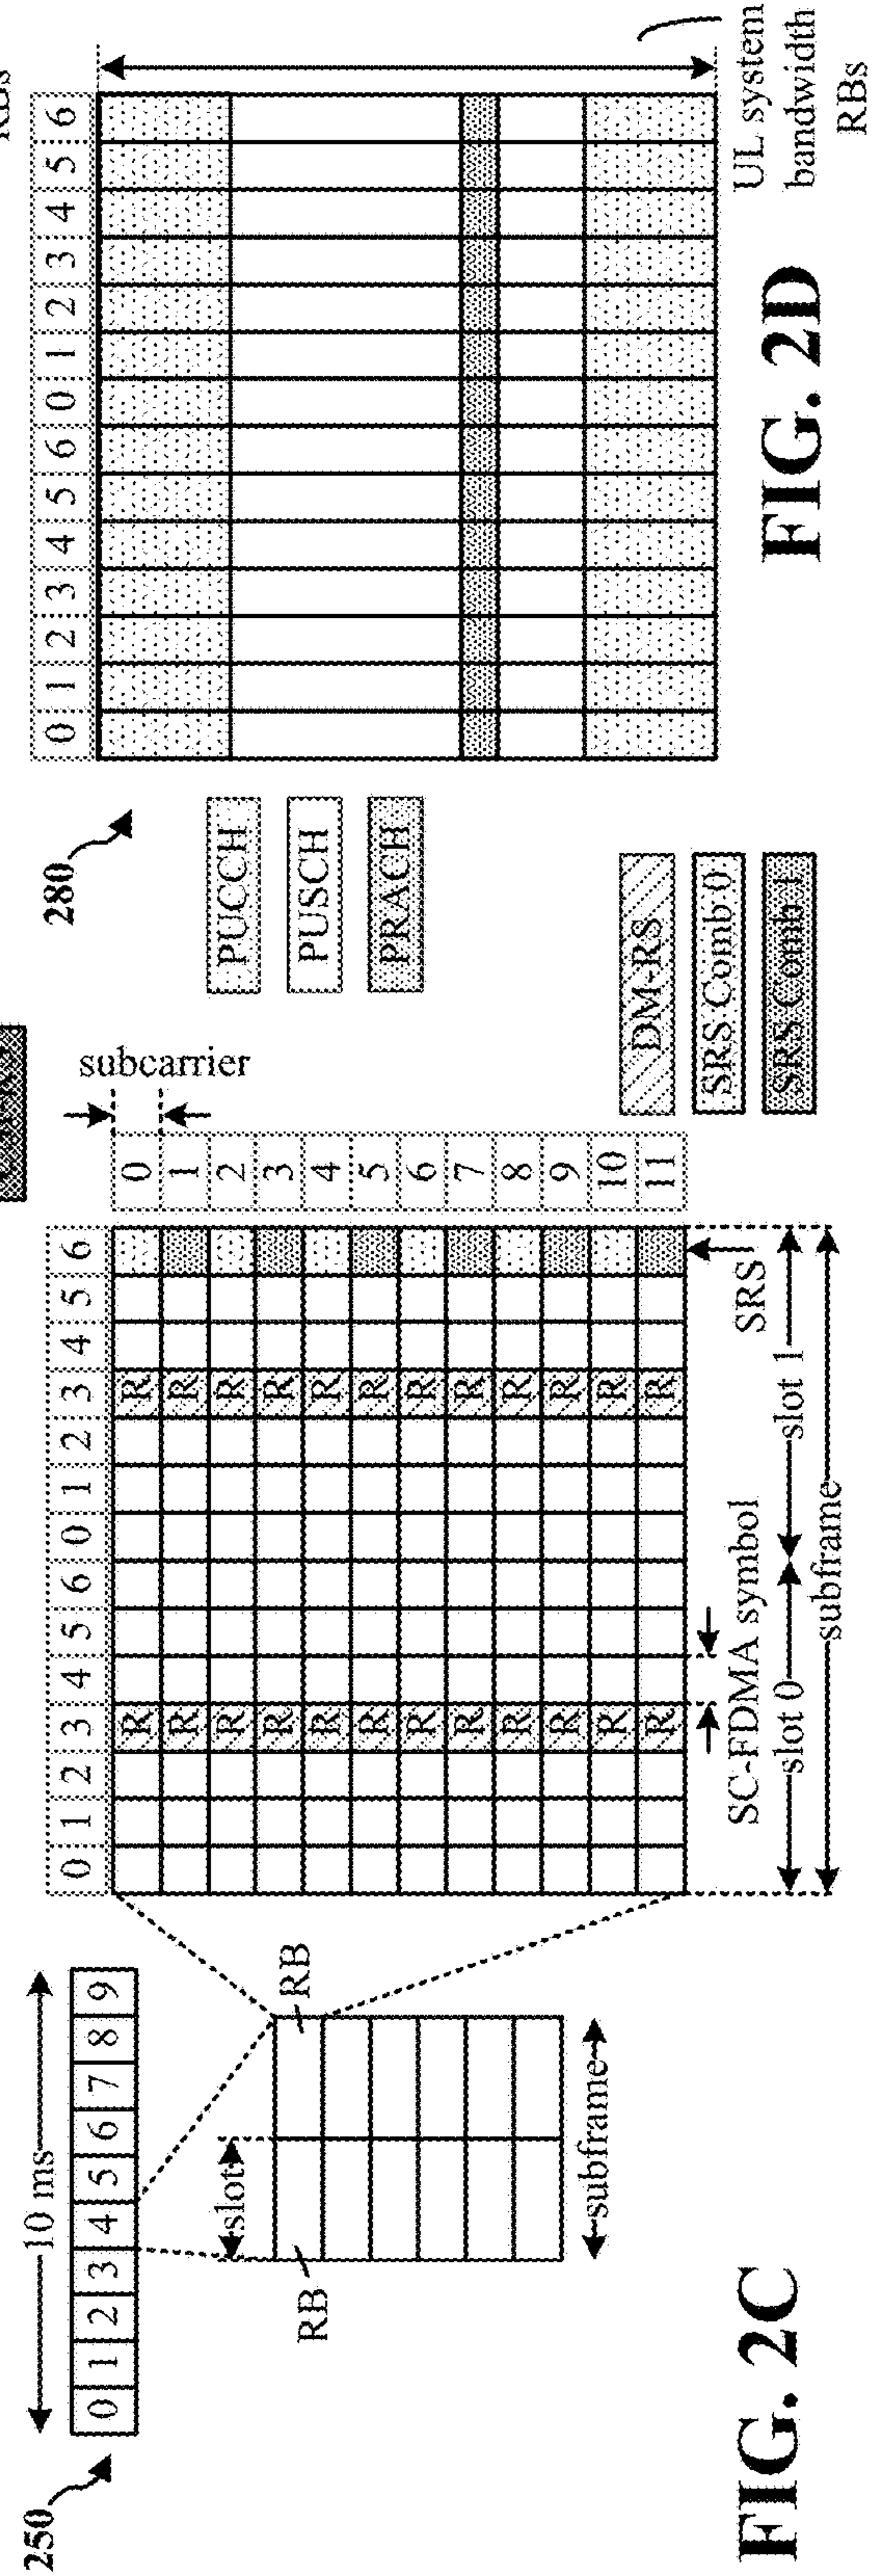 250
10 ms
0 1 2 3 4 5 6 7 8 9
slot
RB
RB
subframe
FIG. 2C
0 1 2 3 4 5 6 0 1 2 3 4 5 6
subcarrier
0
1
2
3
4
5
6
7
8
9
10
11
R R
R R
R R
R R
R R
R R
R R
R R
R R
R R
R R
R R
SC-FDMA symbol
SRS
slot 0
slot 1
subframe
DM-RS
SRS Comb 0
SRS Comb 1
280
PUCCH
PUSCH
PRACH
0 1 2 3 4 5 6 0 1 2 3 4 5 6
UL system
bandwidth
RBs
FIG. 2D
RBs